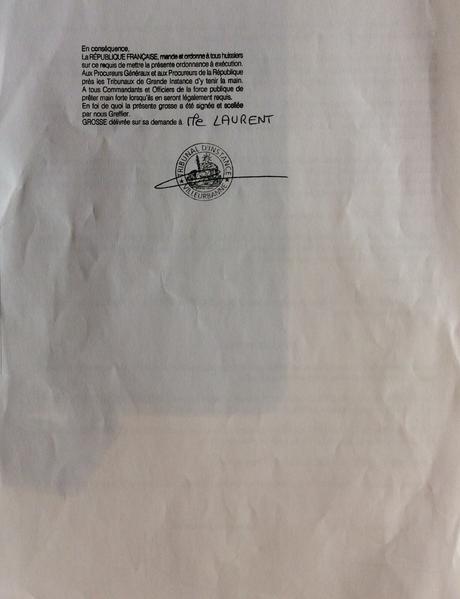 En conséquence,
La RÉPUBLIQUE FRANÇAISE, mande et ordonne à tous huissiers
sur ce requis de mettre la présente ordonnance à exécution.
Aux Procureurs Généraux et aux Procureurs de la République
près les Tribunaux de Grande Instance d'y tenir la main.
A tous Commandants et Officiers de la force publique de
prêter main forte lorsqu'ils en seront légalement requis.
En foi de quoi la présente grosse a été signée et scellée
par nous Greffier.
GROSSE délivrée sur sa demande à Me LAURENT
TRIBUNAL D'INSTANCE
VILLEURBANNE